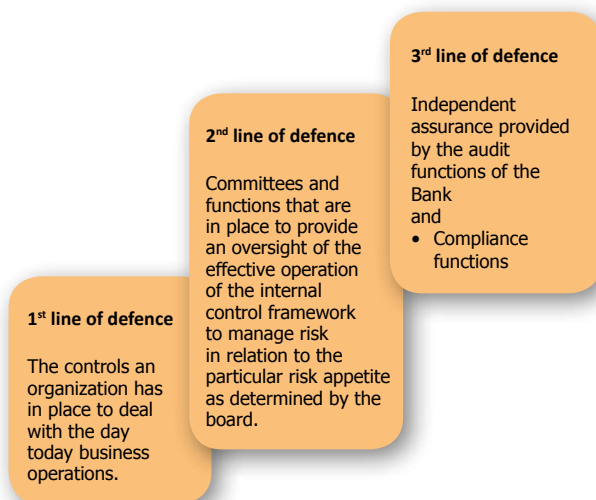 1st line of defence
The controls an
organization has
in place to deal
with the day
today business
operations.
2nd line of defence
Committees and
functions that are
in place to provide
an oversight of the
effective operation
of the internal
control framework
to manage risk
in relation to the
particular risk appetite
as determined by the
board.
3rd line of defence
Independent
assurance provided
by the audit
functions of the
Bank
and
• Compliance
functions